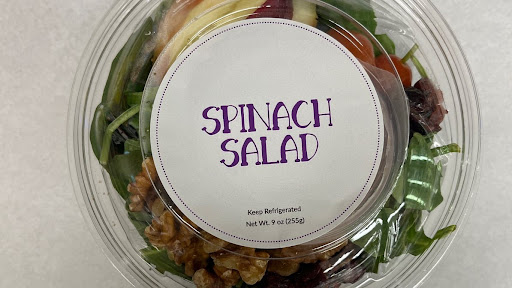 SPINACH
SALAD
Keep Refrigerated
Net Wt. 9 oz (255g)